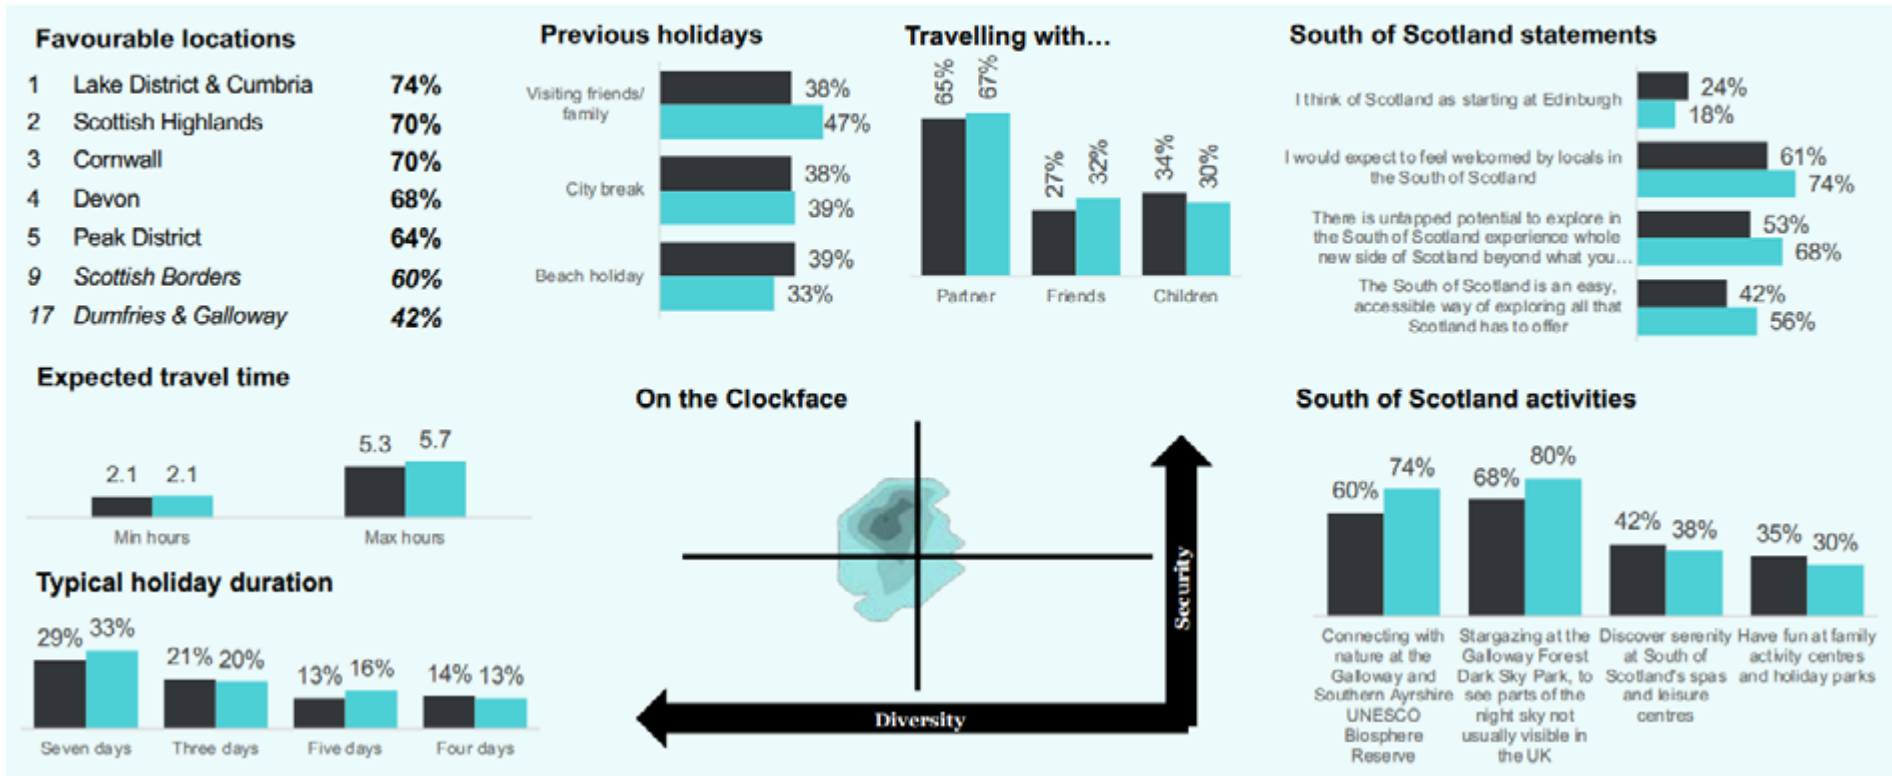 Favourable locations
1 Lake District & Cumbria 74%
2 Scottish Highlands 70%
3 Cornwall 70%
4 Devon 68%
5 Peak District 64%
9 Scottish Borders 60%
17 Dumfries & Galloway 42%
Previous holidays
Visiting friends/
family
38%
47%
City break
38%
39%
Beach holiday
39%
33%
Travelling with...
65% 67%
27% 32%
34% 30%
Partner Friends Children
South of Scotland statements
I think of Scotland as starting at Edinburgh
24%
18%
I would expect to feel welcomed by locals in
the South of Scotland
61%
74%
There is untapped potential to explore in
the South of Scotland experience whole
new side of Scotland beyond what you...
53%
68%
The South of Scotland is an easy,
accessible way of exploring all that
Scotland has to offer
42%
56%
Expected travel time
2.1 2.1
5.3 5.7
Min hours Max hours
Typical holiday duration
29% 33%
21% 20%
13% 16%
14% 13%
Seven days Three days Five days Four days
On the Clockface
Security
Diversity
South of Scotland activities
60% 74%
68% 80%
42% 38%
35% 30%
Connecting with
nature at the
Galloway and
Southern Ayrshire
UNESCO
Biosphere
Reserve
Stargazing at the
Galloway Forest
Dark Sky Park, to
see parts of the
night sky not
usually visible in
the UK
Discover serenity
at South of
Scotland's spas
and leisure
centres
Have fun at family
activity centres
and holiday parks